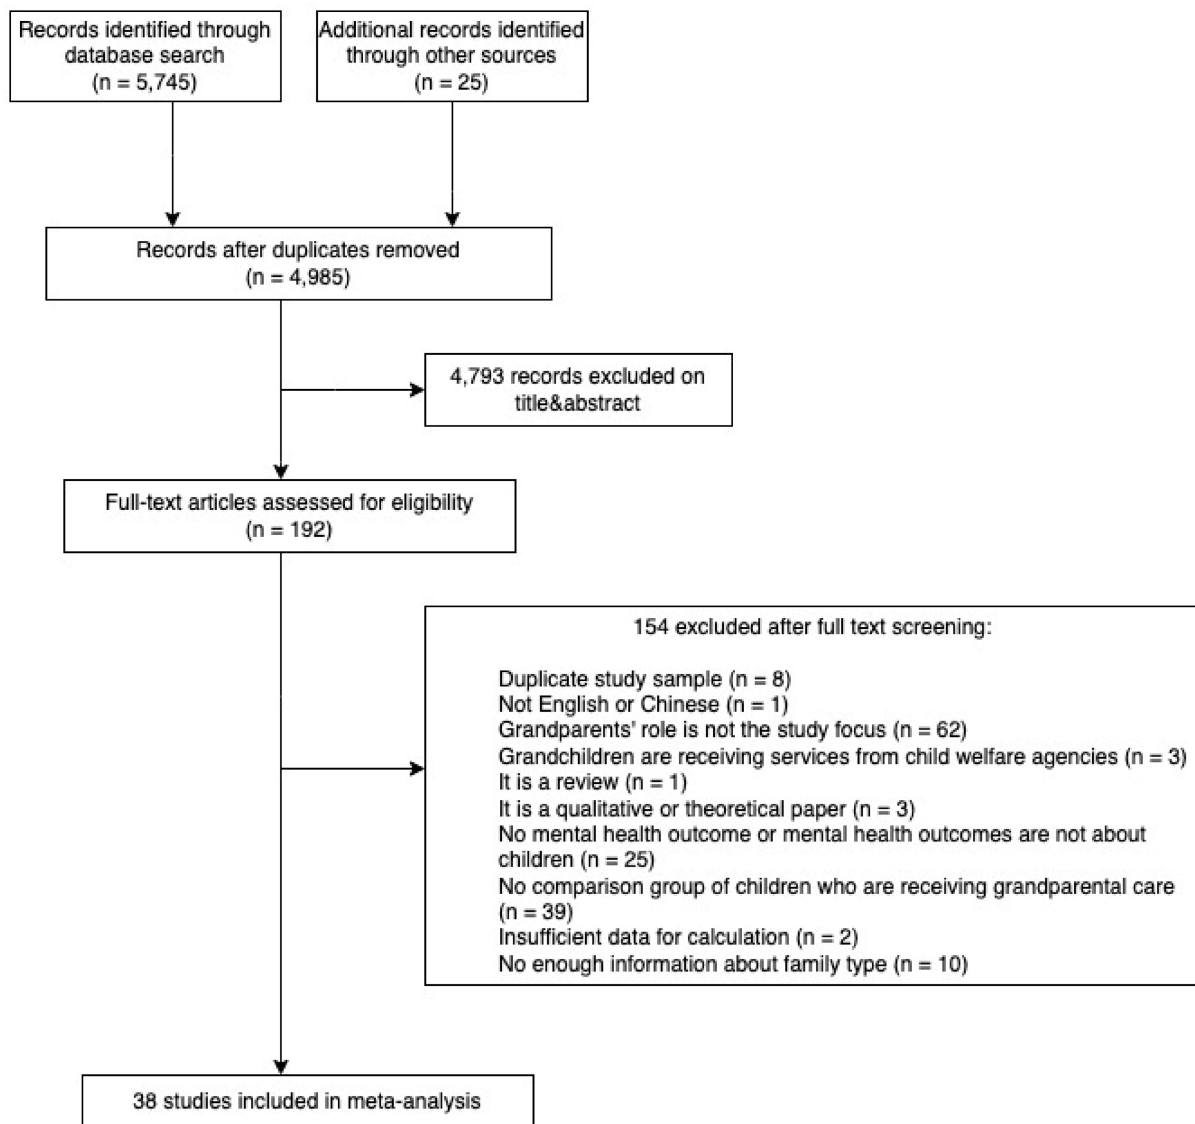 Records identified through
database search
(n = 5,745)
Additional records identified
through other sources
(n = 25)
Records after duplicates removed
(n = 4,985)
4,793 records excluded on
title&abstract
Full-text articles assessed for eligibility
(n = 192)
154 excluded after full text screening:
Duplicate study sample (n = 8)
Not English or Chinese (n = 1)
Grandparents' role is not the study focus (n = 62)
Grandchildren are receiving services from child welfare agencies (n = 3)
It is a review (n = 1)
It is a qualitative or theoretical paper (n = 3)
No mental health outcome or mental health outcomes are not about
children (n = 25)
No comparison group of children who are receiving grandparental care
(n = 39)
Insufficient data for calculation (n = 2)
No enough information about family type (n = 10)
38 studies included in meta-analysis